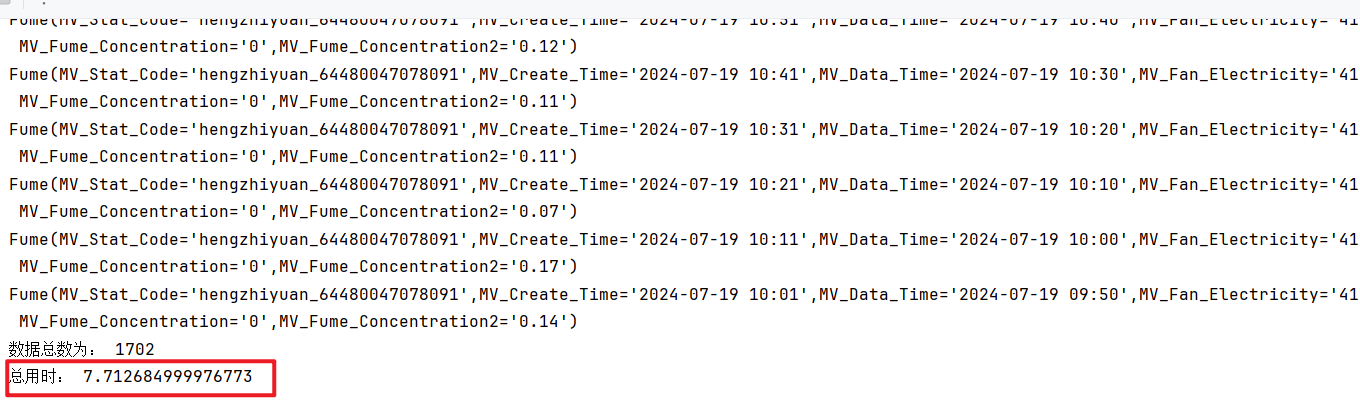 Fume(MV_Stat_Code='hengzhiyuan_64480047078091',MV_Create_Time='2024-07-19 10:51',MV_Data_Time='2024-07-19 10:40',MV_Fan_Electricity='41
MV_Fume_Concentration='0',MV_Fume_Concentration2='0.12')
Fume(MV_Stat_Code='hengzhiyuan_64480047078091',MV_Create_Time='2024-07-19 10:41',MV_Data_Time='2024-07-19 10:30',MV_Fan_Electricity='41
MV_Fume_Concentration='0',MV_Fume_Concentration2='0.11')
Fume(MV_Stat_Code='hengzhiyuan_64480047078091',MV_Create_Time='2024-07-19 10:31',MV_Data_Time='2024-07-19 10:20',MV_Fan_Electricity='41
MV_Fume_Concentration='0',MV_Fume_Concentration2='0.11')
Fume(MV_Stat_Code='hengzhiyuan_64480047078091',MV_Create_Time='2024-07-19 10:21',MV_Data_Time='2024-07-19 10:10',MV_Fan_Electricity='41
MV_Fume_Concentration='0',MV_Fume_Concentration2='0.07')
Fume(MV_Stat_Code='hengzhiyuan_64480047078091',MV_Create_Time='2024-07-19 10:11',MV_Data_Time='2024-07-19 10:00',MV_Fan_Electricity='41
MV_Fume_Concentration='0',MV_Fume_Concentration2='0.17')
Fume(MV_Stat_Code='hengzhiyuan_64480047078091',MV_Create_Time='2024-07-19 10:01',MV_Data_Time='2024-07-19 09:50',MV_Fan_Electricity='41
MV_Fume_Concentration='0',MV_Fume_Concentration2='0.14')
数据总数为: 1702
总用时: 7.712684999976773